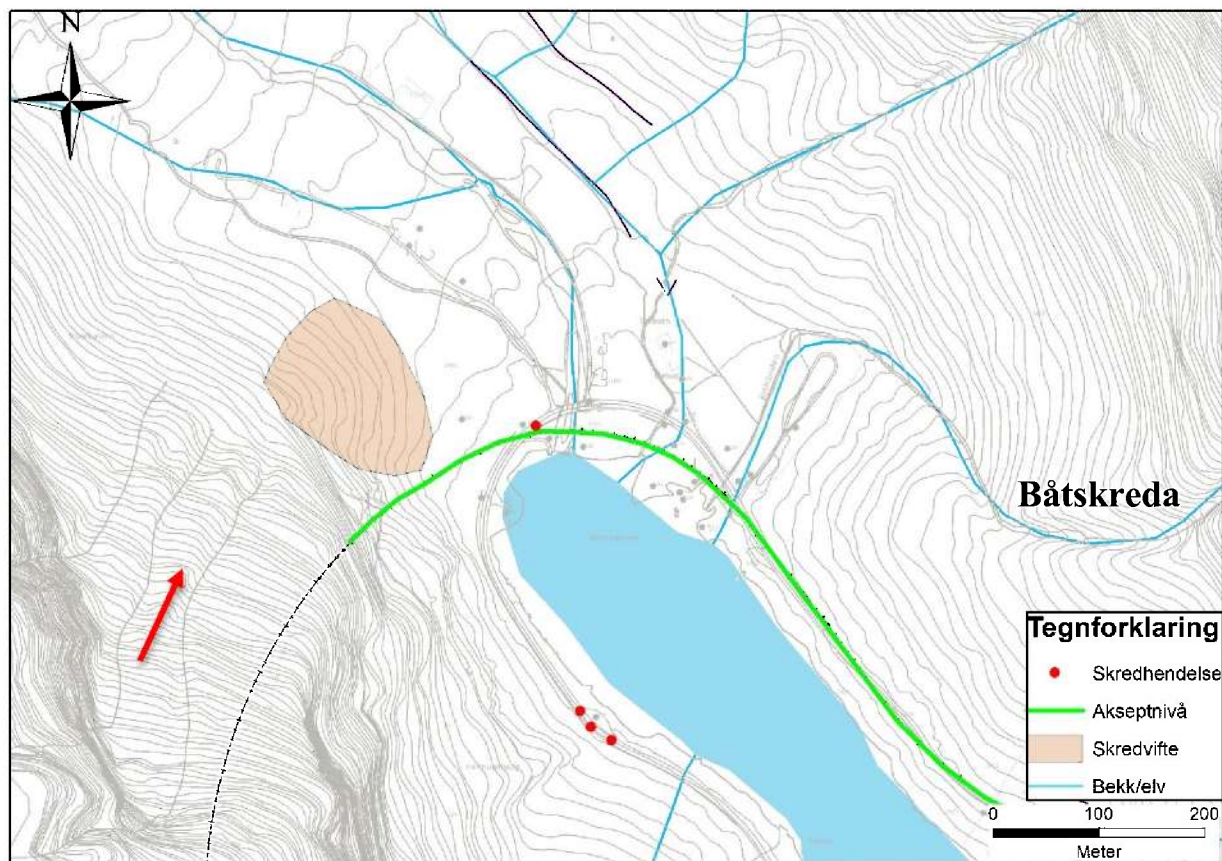 N
Båtskreda
Tegnforklaring
Skredhendelse
Akseptnivå
Skredvifte
Bekk/elv
0 100 200
Meter